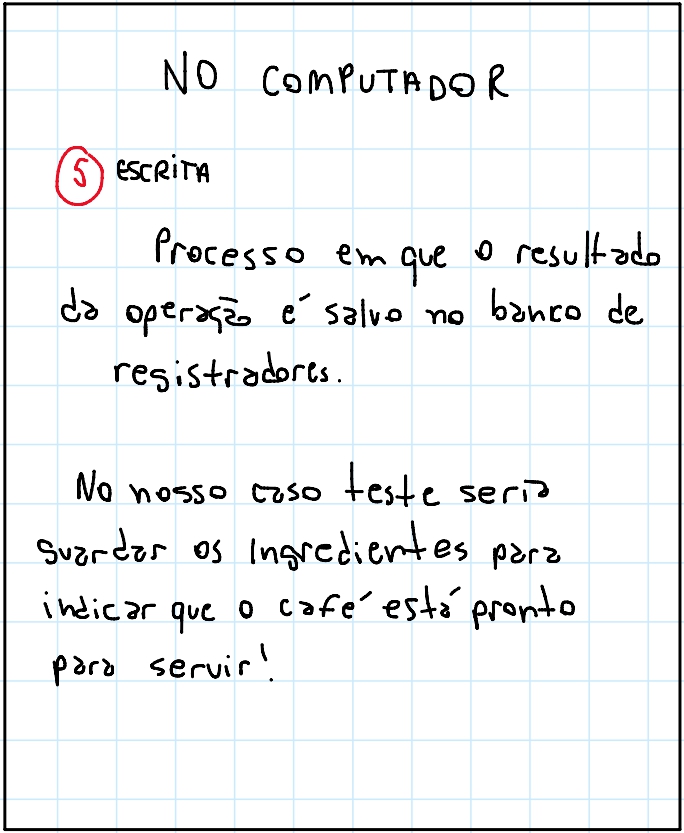 NO COMPUTADOR
5 ESCRITA
Processo em que o resultado
da operação é salvo no banco de
registradores.
No nosso caso teste seria
guardar os ingredientes para
indicar que o café está pronto
para servir!